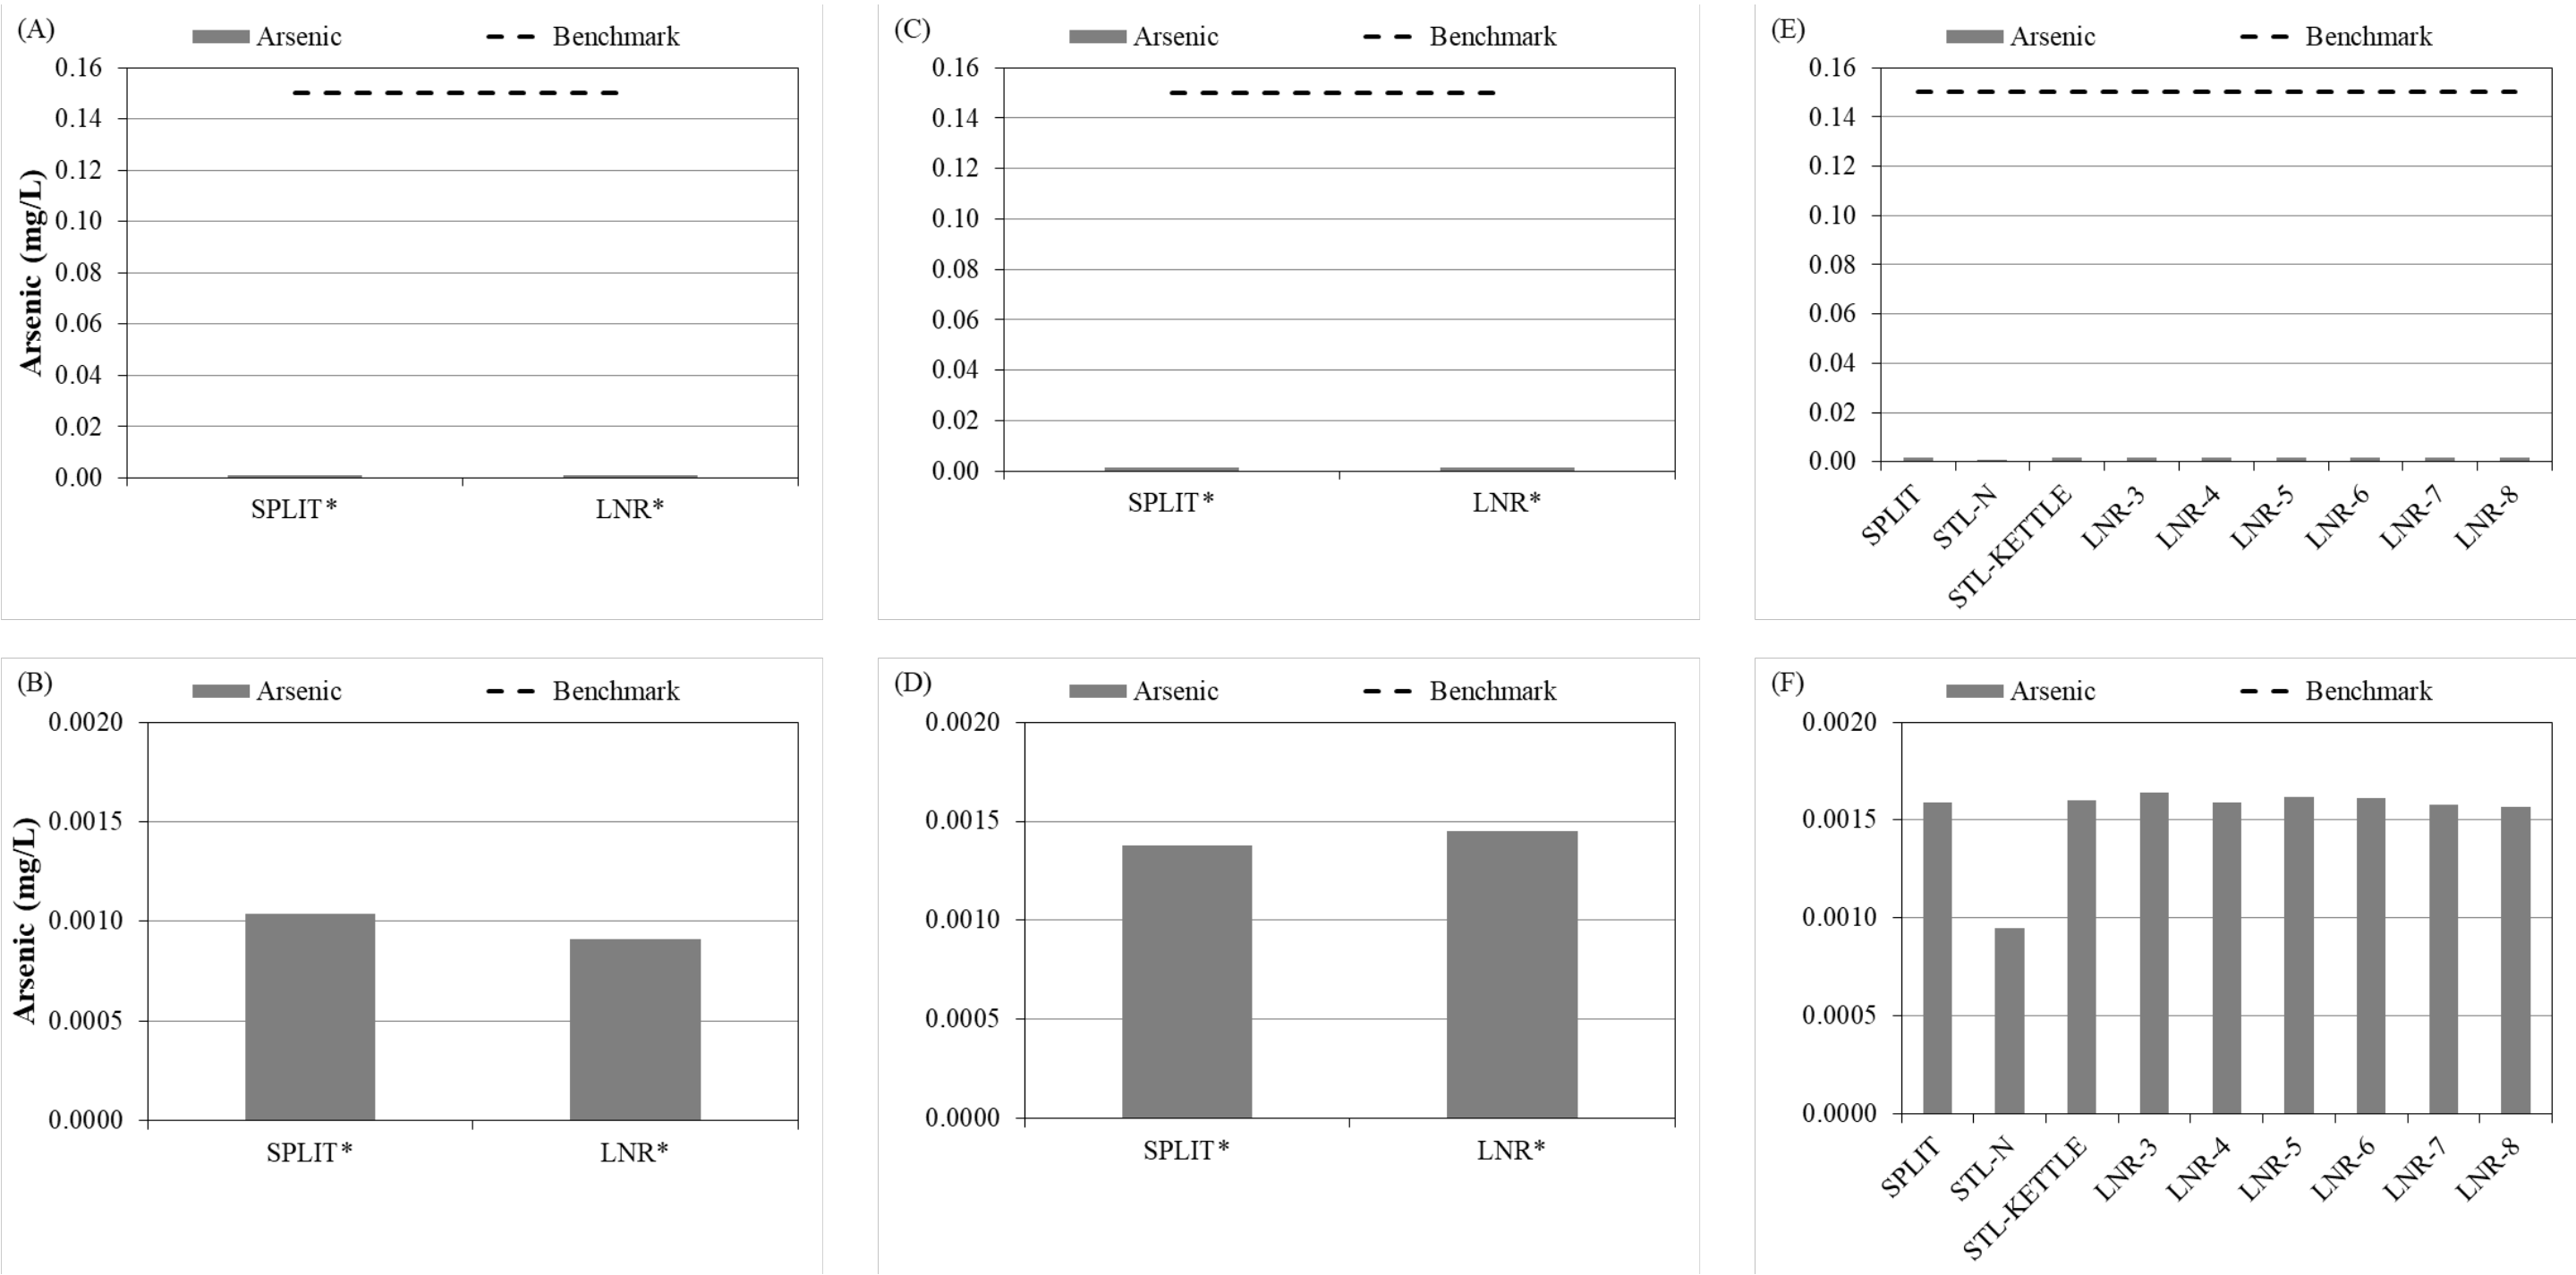 (A)
Arsenic
Benchmark
Arsenic (mg/L)
0.16
0.14
0.12
0.10
0.08
0.06
0.04
0.02
0.00
SPLIT*
LNR*
(C)
Arsenic
Benchmark
0.16
0.14
0.12
0.10
0.08
0.06
0.04
0.02
0.00
SPLIT*
LNR*
(E)
Arsenic
Benchmark
0.16
0.14
0.12
0.10
0.08
0.06
0.04
0.02
0.00
SPLIT
STL-N
STL-KETTLE
LNR-3
LNR-4
LNR-5
LNR-6
LNR-7
LNR-8
(B)
Arsenic
Benchmark
Arsenic (mg/L)
0.0020
0.0015
0.0010
0.0005
0.0000
SPLIT*
LNR*
(D)
Arsenic
Benchmark
0.0020
0.0015
0.0010
0.0005
0.0000
SPLIT*
LNR*
(F)
Arsenic
Benchmark
0.0020
0.0015
0.0010
0.0005
0.0000
SPLIT
STL-N
STL-KETTLE
LNR-3
LNR-4
LNR-5
LNR-6
LNR-7
LNR-8